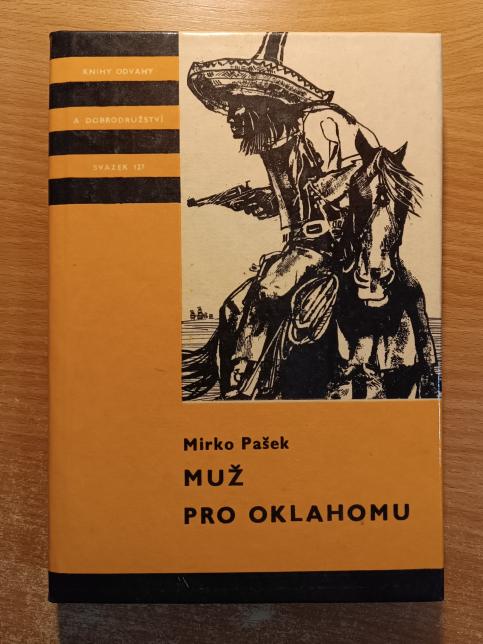 KNIHY ODVAHY
A DOBRODRUŽSTVÍ
SVAZEK 127
Mirko Pašek
MUŽ
PRO OKLAHOMU